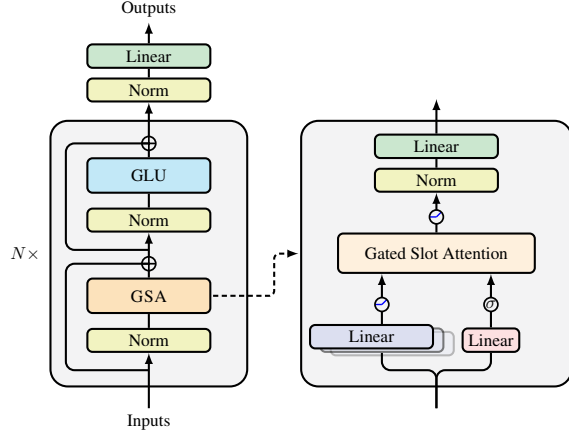 Outputs
Linear
Norm
GLU
Norm
N×
GSA
Norm
Inputs
Linear
Norm
Gated Slot Attention
σ
Linear
Linear